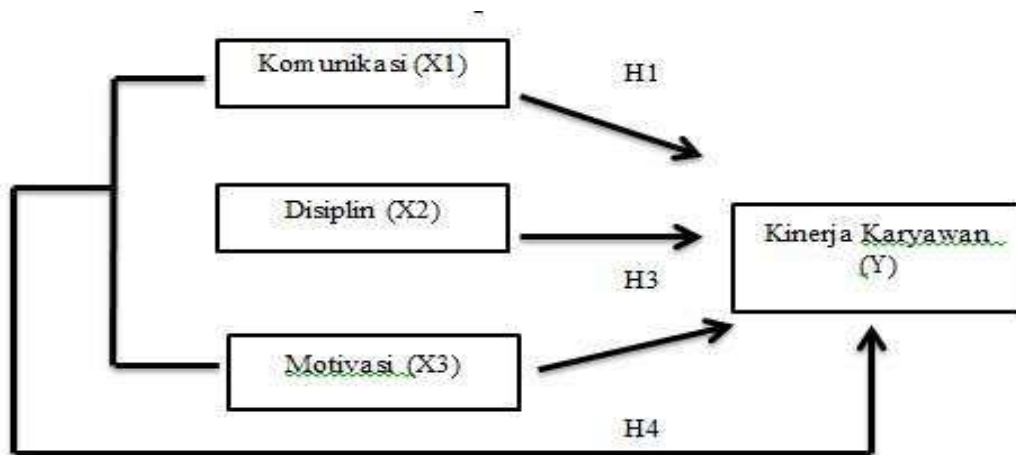 Komunikasi (X1)
H1
Disiplin (X2)
Kinerja Karyawan
(Y)
H3
Motivasi (X3)
H4